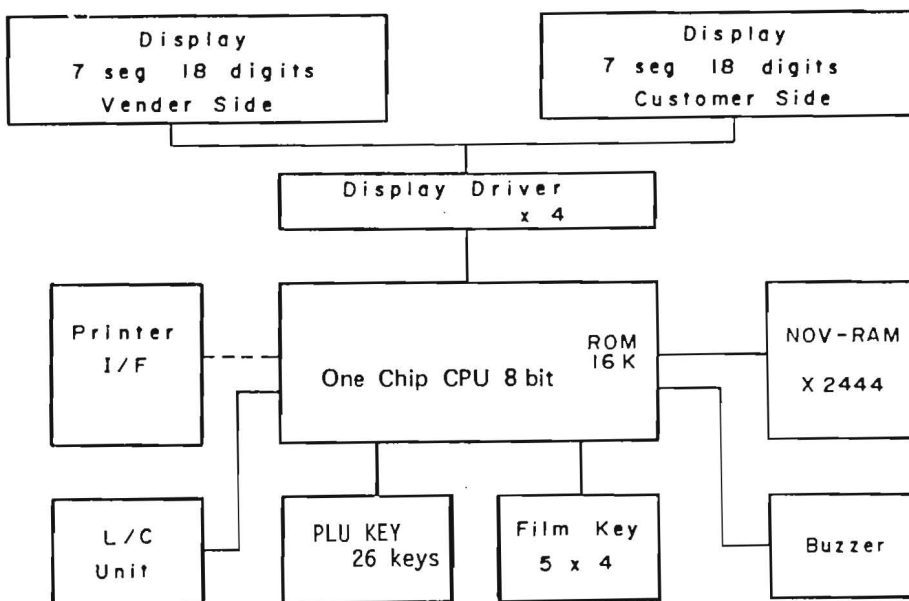 Display
7 seg 18 digits
Vender Side
Display
7 seg 18 digits
Customer Side
Display Driver
x 4
Printer
I/F
ROM
16K
One Chip CPU 8 bit
NOV-RAM
X 2444
L/C
Unit
PLU KEY
26 keys
Film Key
5 x 4
Buzzer